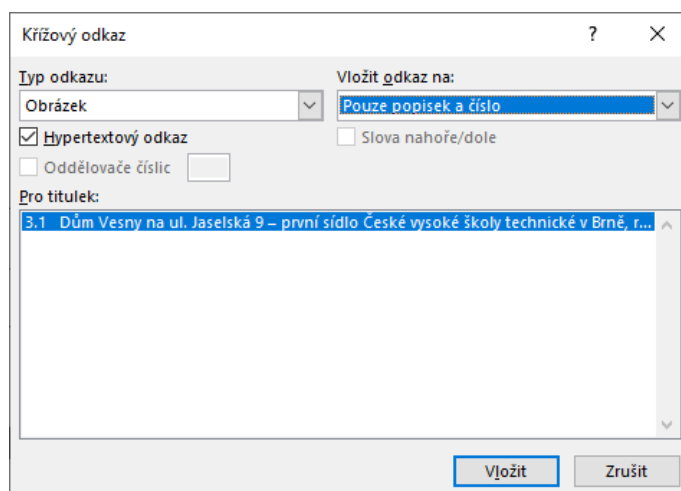 Křížový odkaz ? ×
Typ odkazu: Vložit odkaz na:
Obrázek Pouze popisek a číslo
Hypertextový odkaz Slova nahoře/dole
Oddělovače číslic
Pro titulek:
3.1 Dům Vesny na ul. Jaselská 9 – první sídlo České vysoké školy technické v Brně, r...
Vložit Zrušit